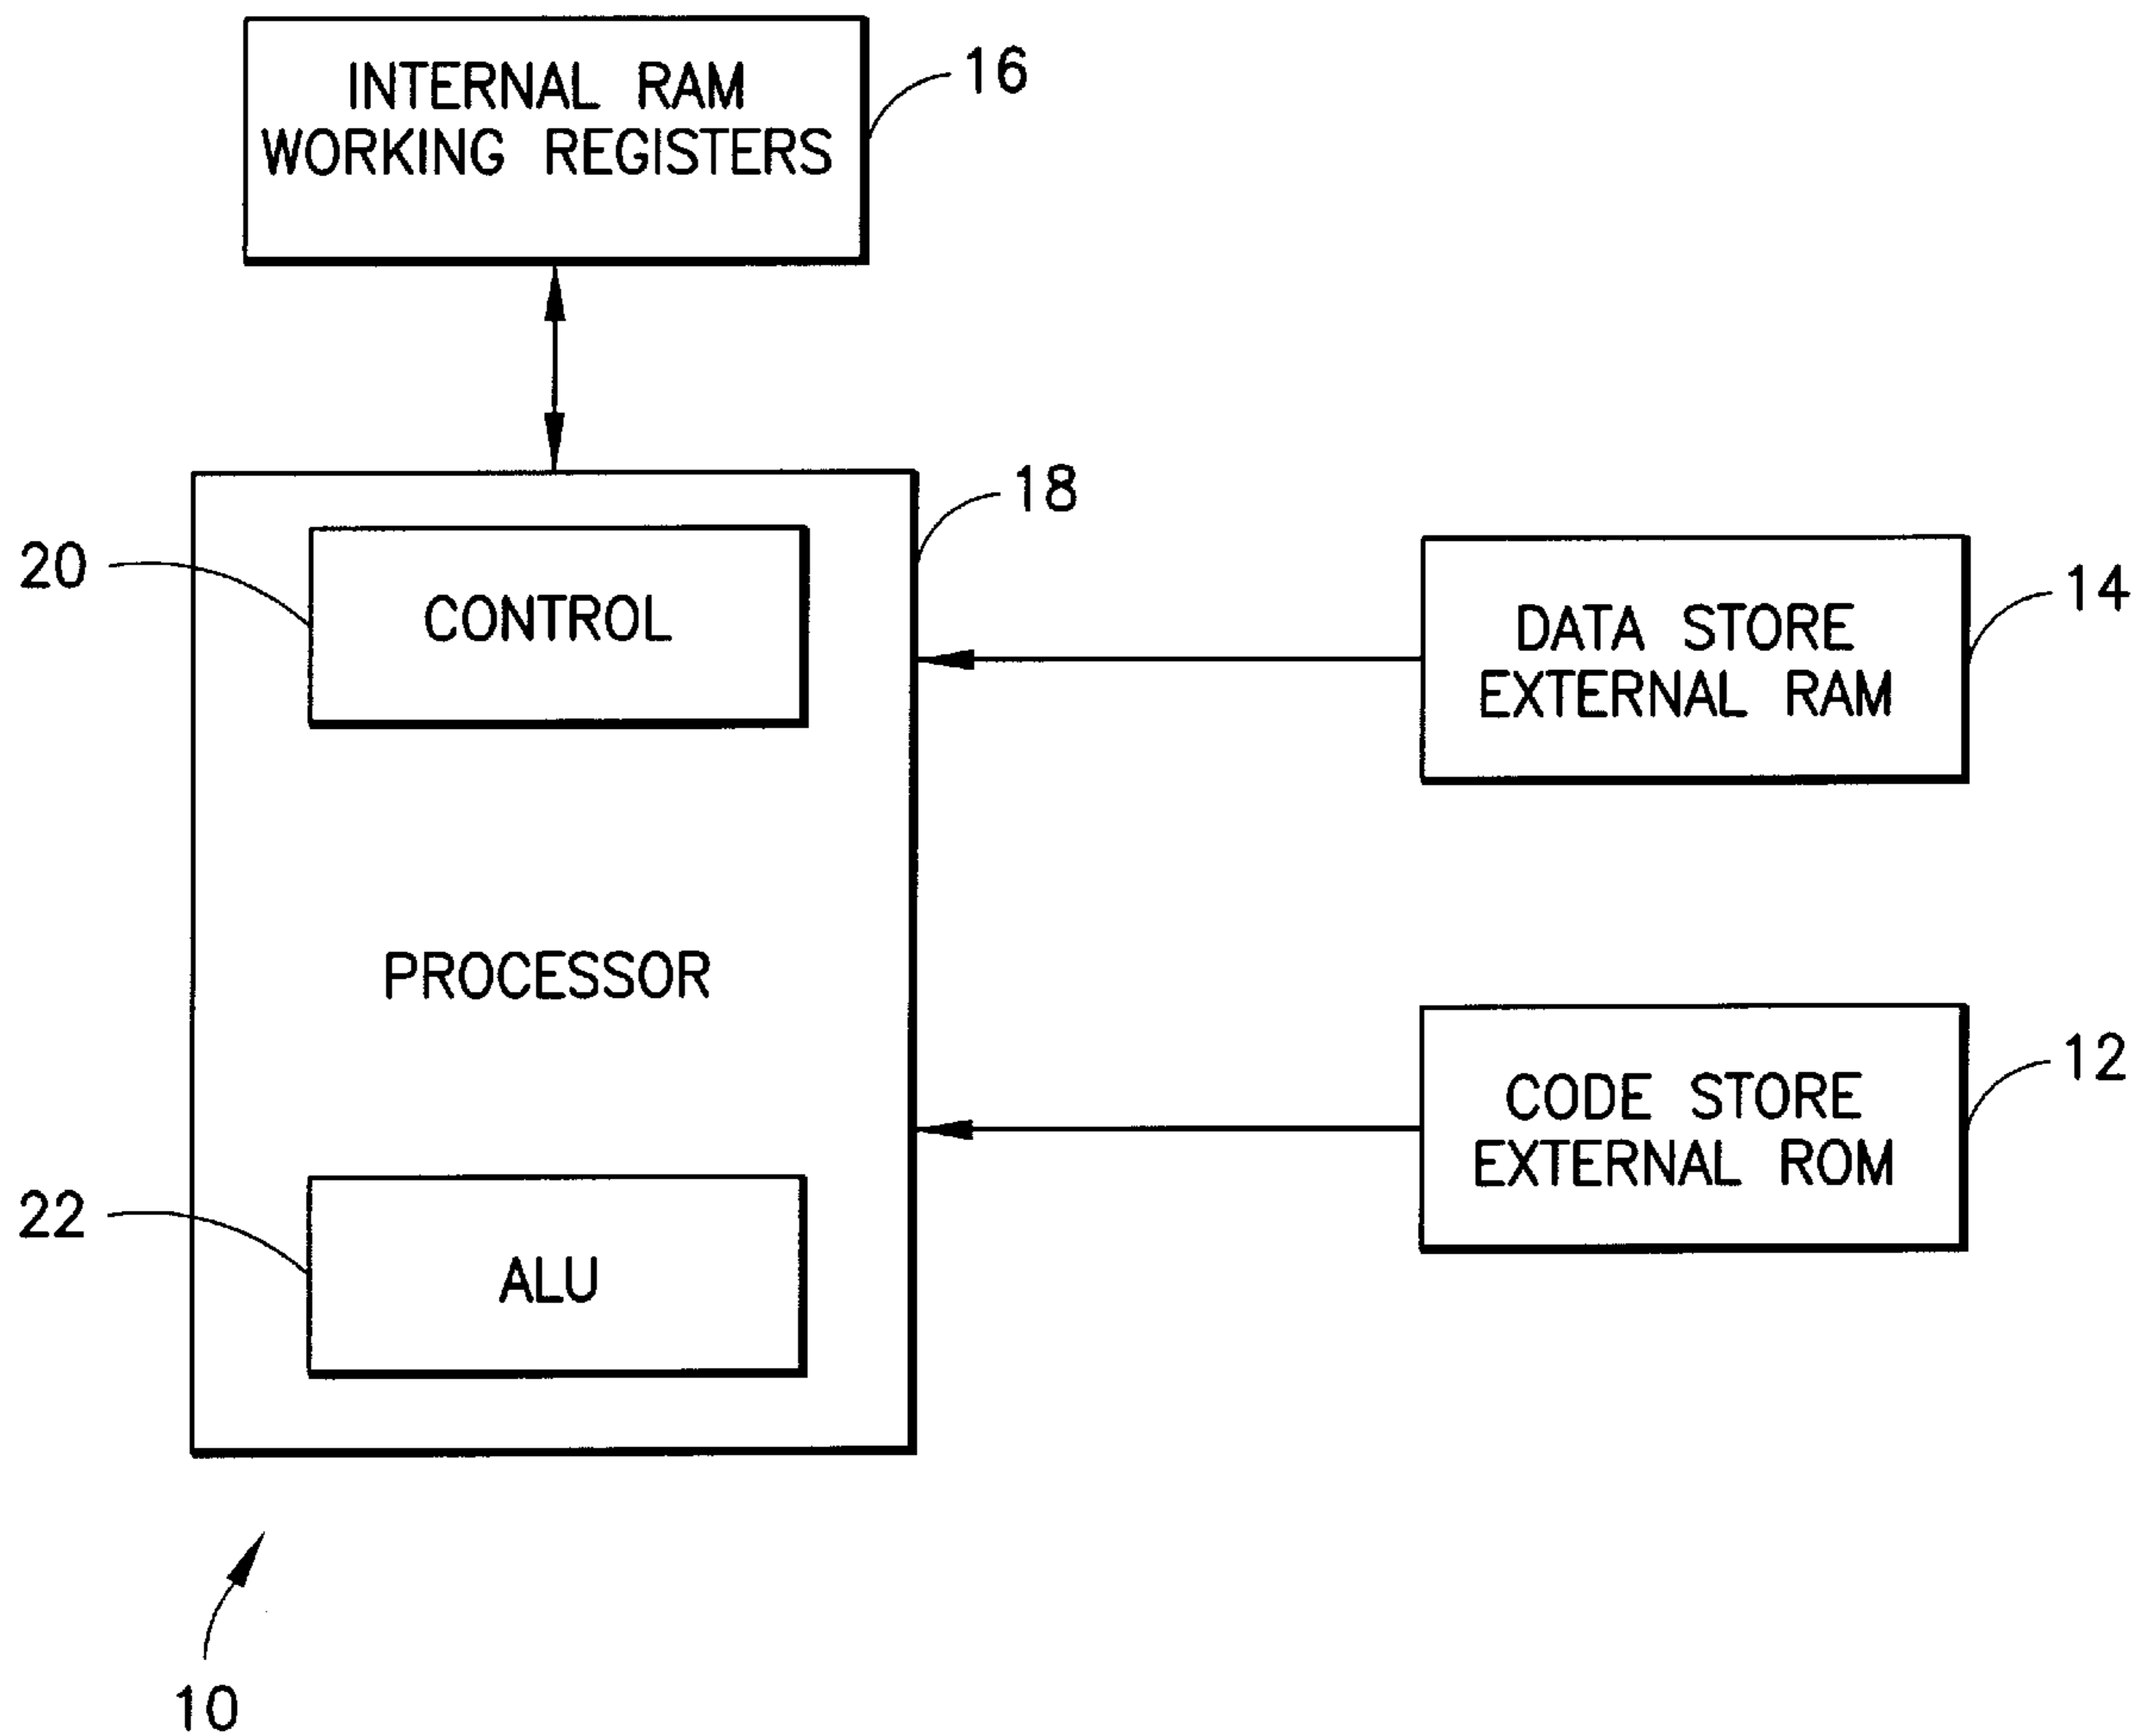 INTERNAL RAM
WORKING REGISTERS
16
18
20
CONTROL
DATA STORE
EXTERNAL RAM
14
PROCESSOR
CODE STORE
EXTERNAL ROM
12
22
ALU
10